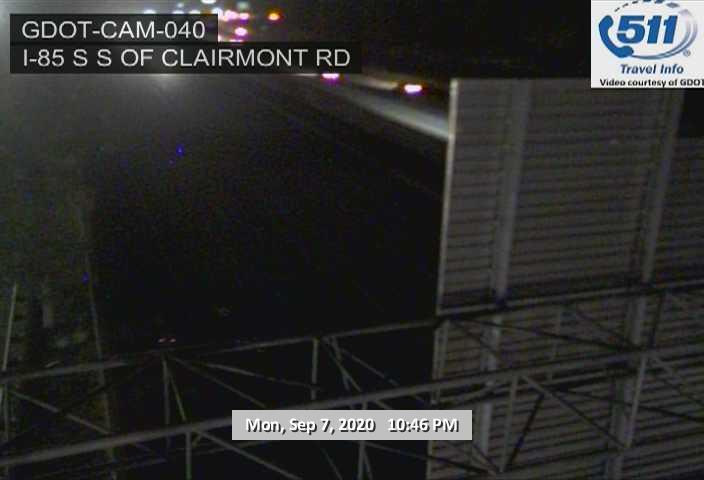 GDOT-CAM-040
I-85 S S OF CLAIRMONT RD
511
Travel Info
Video courtesy of GDOT
Mon, Sep 7, 2020 10:46 PM